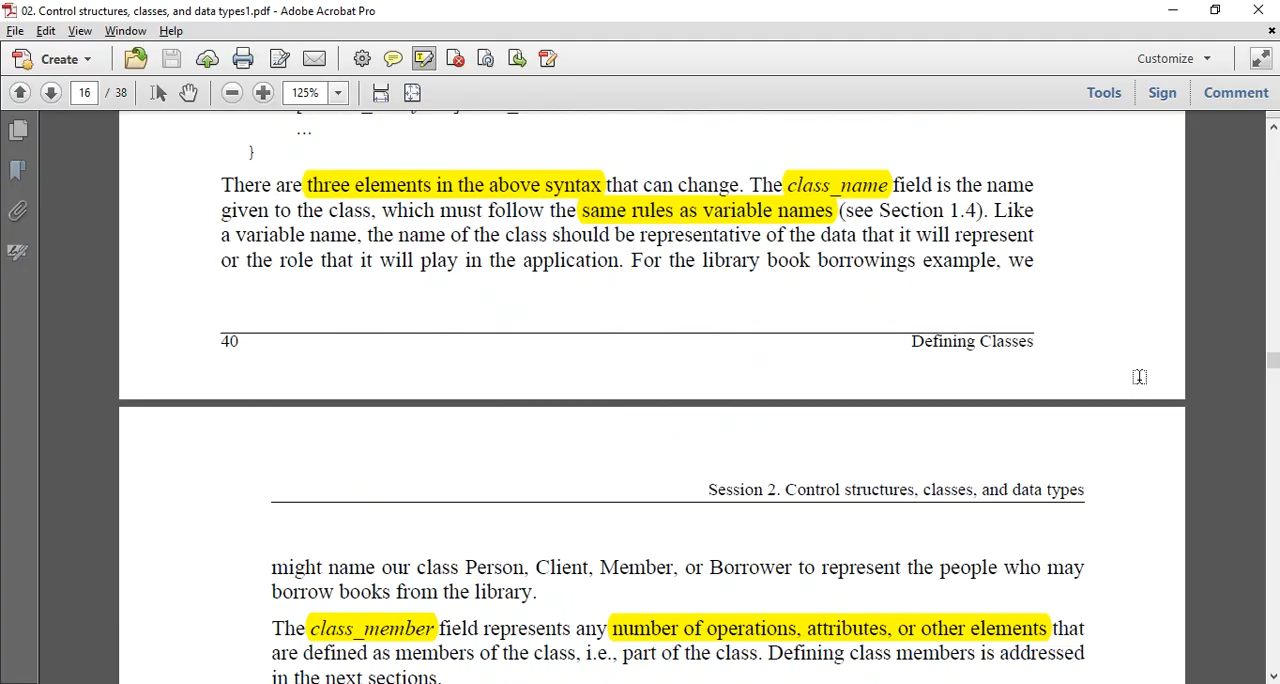 02. Control structures, classes, and data types1.pdf - Adobe Acrobat Pro
File Edit View Window Help
Create
Customize
16 / 38
125%
Tools Sign Comment
...
}
There are three elements in the above syntax that can change. The class_name field is the name
given to the class, which must follow the same rules as variable names (see Section 1.4). Like
a variable name, the name of the class should be representative of the data that it will represent
or the role that it will play in the application. For the library book borrowings example, we
40 Defining Classes
Session 2. Control structures, classes, and data types
might name our class Person, Client, Member, or Borrower to represent the people who may
borrow books from the library.
The class_member field represents any number of operations, attributes, or other elements that
are defined as members of the class, i.e., part of the class. Defining class members is addressed
in the next sections.